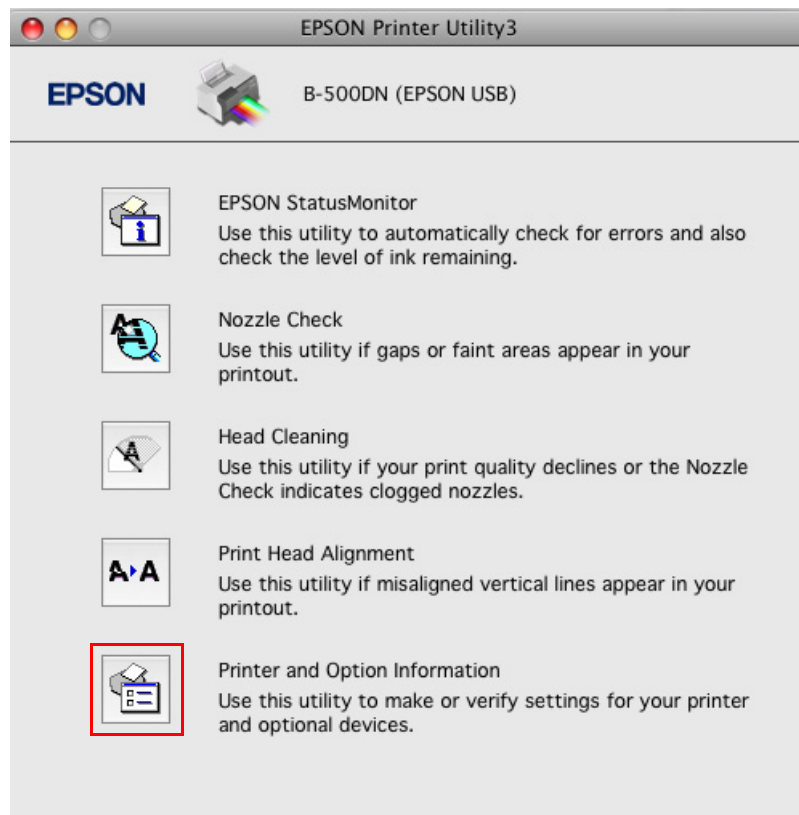 EPSON Printer Utility3
EPSON
B-500DN (EPSON USB)
EPSON StatusMonitor
Use this utility to automatically check for errors and also
check the level of ink remaining.
Nozzle Check
Use this utility if gaps or faint areas appear in your
printout.
Head Cleaning
Use this utility if your print quality declines or the Nozzle
Check indicates clogged nozzles.
Print Head Alignment
Use this utility if misaligned vertical lines appear in your
printout.
Printer and Option Information
Use this utility to make or verify settings for your printer
and optional devices.